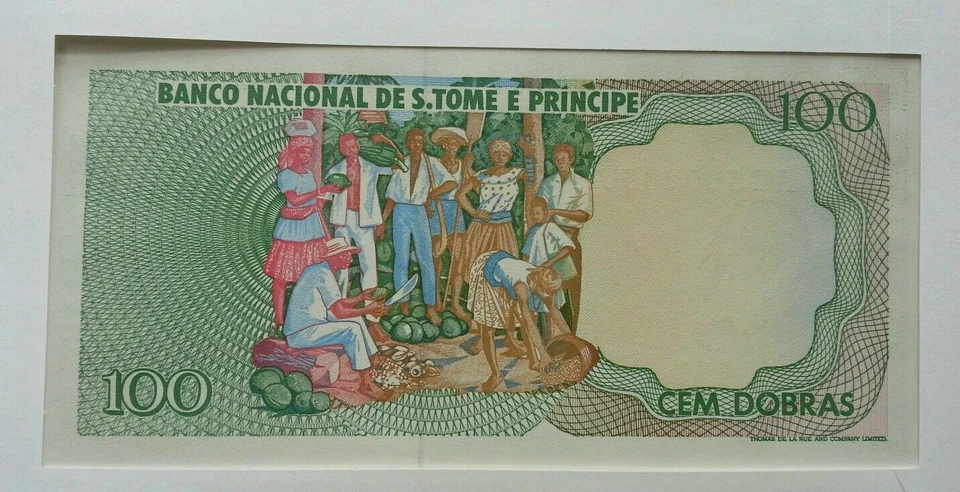 BANCO NACIONAL DE S.TOME E PRINCIPE
100
100
CEM DOBRAS
THOMAS DE LA RUE AND COMPANY LIMITED.